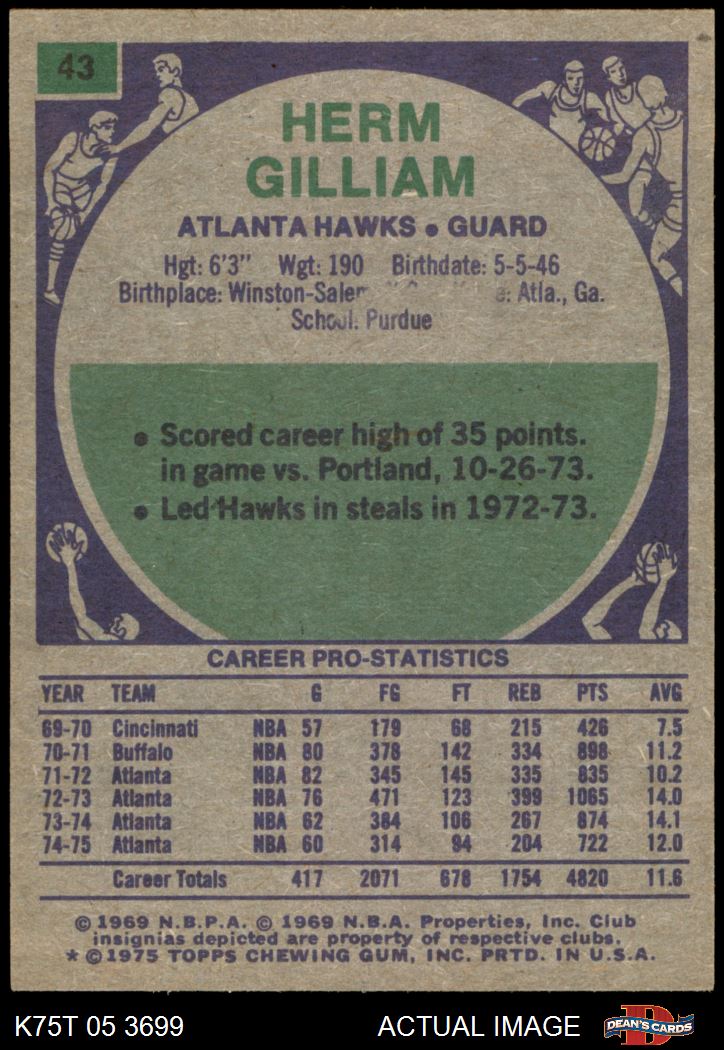 43
HERM
GILLIAM
ATLANTA HAWKS • GUARD
Hgt: 6'3" Wgt: 190 Birthdate: 5-5-46
Birthplace: Winston-Salem Atla., Ga.
School: Purdue
• Scored career high of 35 points.
in game vs. Portland, 10-26-73.
• Led Hawks in steals in 1972-73.
CAREER PRO-STATISTICS
YEAR TEAM G FG FT REB PTS AVG
69-70 Cincinnati NBA 57 179 68 215 426 7.5
70-71 Buffalo NBA 80 378 142 334 898 11.2
71-72 Atlanta NBA 82 345 145 335 835 10.2
72-73 Atlanta NBA 76 471 123 399 1065 14.0
73-74 Atlanta NBA 62 384 106 267 874 14.1
74-75 Atlanta NBA 60 314 94 204 722 12.0
Career Totals 417 2071 678 1754 4820 11.6
© 1969 N.B.P.A. © 1969 N.B.A. Properties, Inc. Club
insignias depicted are property of respective clubs.
* © 1975 TOPPS CHEWING GUM, INC. PRTD. IN U.S.A.
K75T 05 3699 ACTUAL IMAGE D DEAN'S CARDS